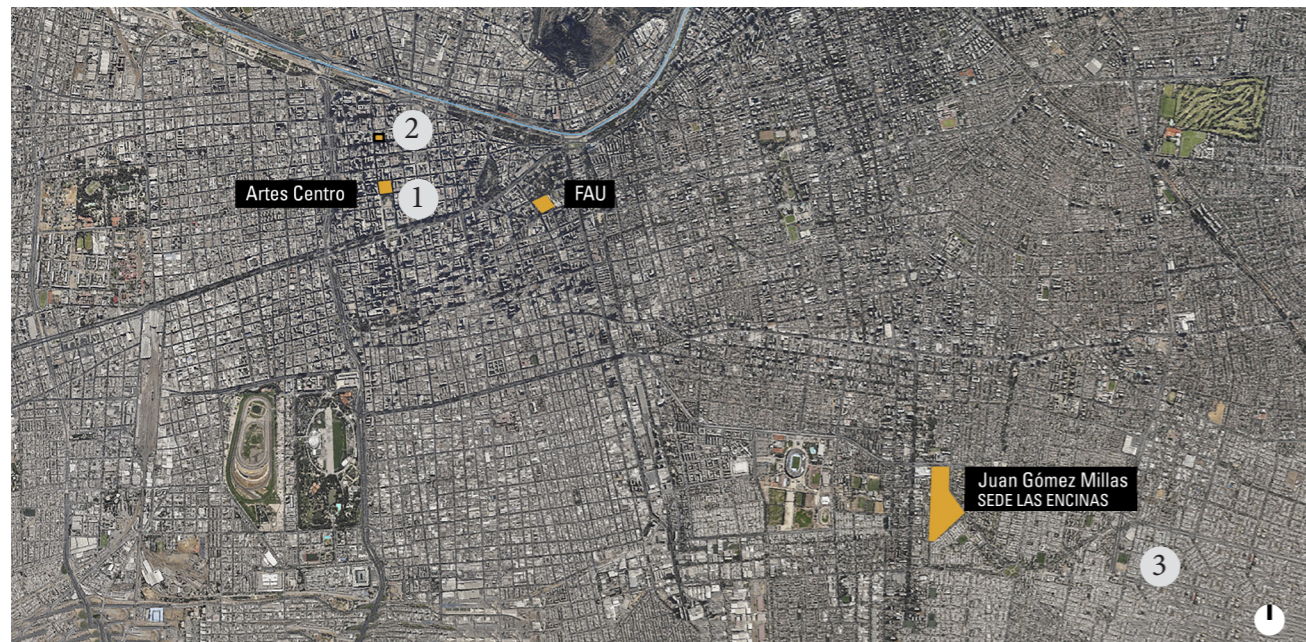 2
Artes Centro
1
FAU
Juan Gómez Millas
SEDE LAS ENCINAS
3